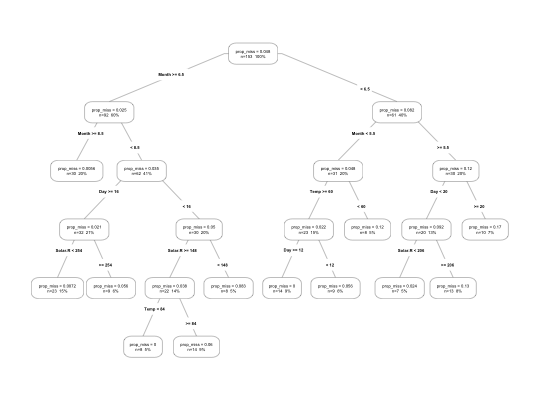 prop_miss = 0.048
n=153 100%
Month >= 6.5
< 6.5
prop_miss = 0.025
n=92 60%
prop_miss = 0.082
n=61 40%
Month >= 8.5
< 8.5
Month < 5.5
>= 5.5
prop_miss = 0.0056
n=30 20%
prop_miss = 0.035
n=62 41%
prop_miss = 0.048
n=31 20%
prop_miss = 0.12
n=30 20%
Day >= 16
< 16
Temp >= 60
< 60
Day < 20
>= 20
prop_miss = 0.021
n=32 21%
prop_miss = 0.05
n=30 20%
prop_miss = 0.022
n=23 15%
prop_miss = 0.12
n=8 5%
prop_miss = 0.092
n=20 13%
prop_miss = 0.17
n=10 7%
Solar.R < 254
>= 254
Solar.R >= 148
< 148
Day >= 12
< 12
Solar.R < 206
>= 206
prop_miss = 0.0072
n=23 15%
prop_miss = 0.056
n=9 6%
prop_miss = 0.038
n=22 14%
prop_miss = 0.083
n=8 5%
prop_miss = 0
n=14 9%
prop_miss = 0.056
n=9 6%
prop_miss = 0.024
n=7 5%
prop_miss = 0.13
n=13 8%
Temp < 84
>= 84
prop_miss = 0
n=8 5%
prop_miss = 0.06
n=14 9%